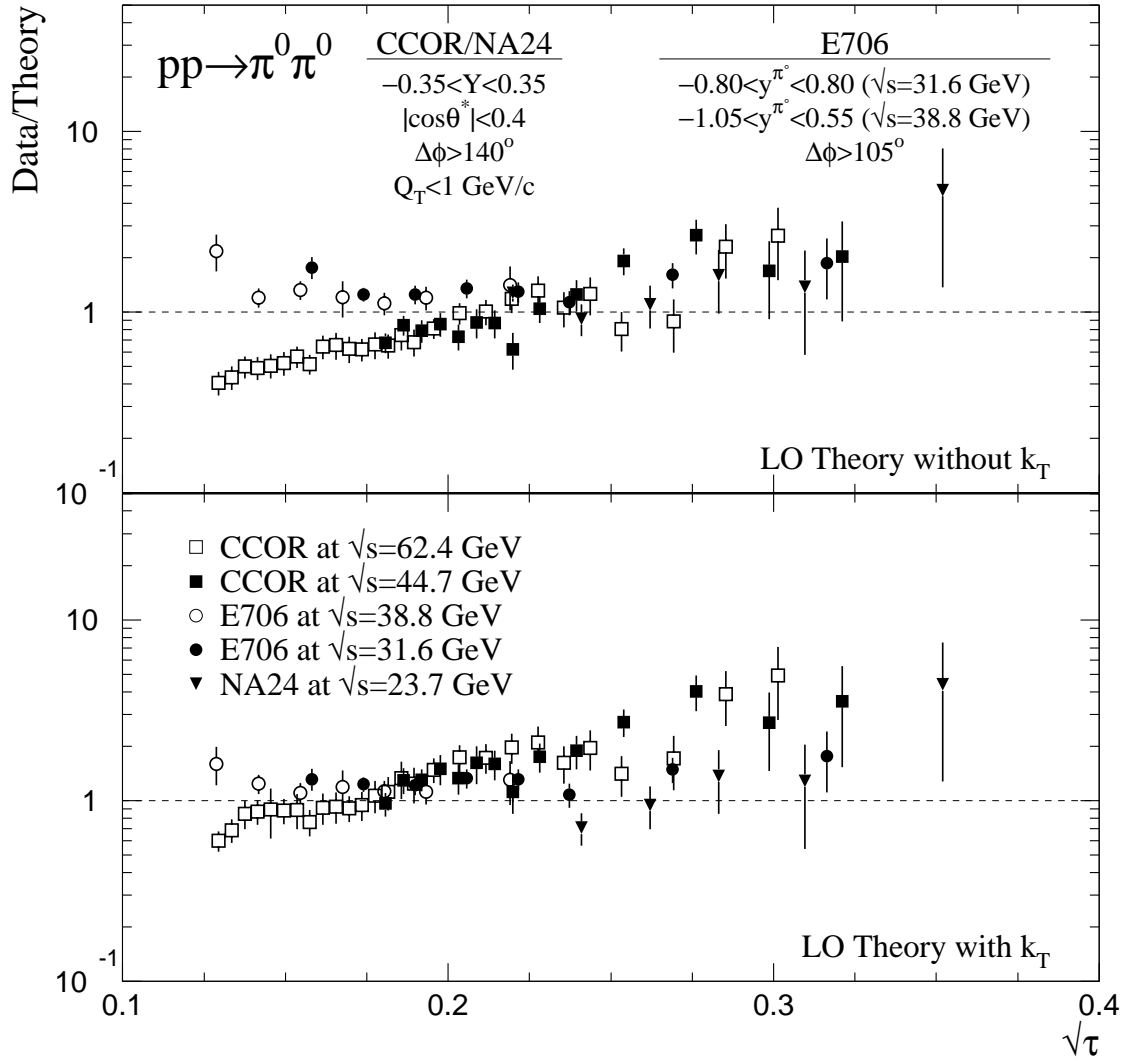 Data/Theory
pp→π⁰π⁰
CCOR/NA24
−0.35<Y<0.35
|cosθ*|<0.4
Δϕ>140°
Q_T<1 GeV/c
E706
−0.80<y^π°<0.80 (√s=31.6 GeV)
−1.05<y^π°<0.55 (√s=38.8 GeV)
Δϕ>105°
10
1
10⁻¹
LO Theory without k_T
CCOR at √s=62.4 GeV
CCOR at √s=44.7 GeV
E706 at √s=38.8 GeV
E706 at √s=31.6 GeV
NA24 at √s=23.7 GeV
10
1
10⁻¹
LO Theory with k_T
0.1 0.2 0.3 0.4
√τ